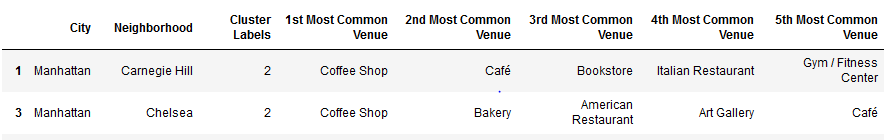 City Neighborhood Cluster Labels 1st Most Common Venue 2nd Most Common Venue 3rd Most Common Venue 4th Most Common Venue 5th Most Common Venue
1 Manhattan Carnegie Hill 2 Coffee Shop Café Bookstore Italian Restaurant Gym / Fitness Center
3 Manhattan Chelsea 2 Coffee Shop Bakery American Restaurant Art Gallery Café